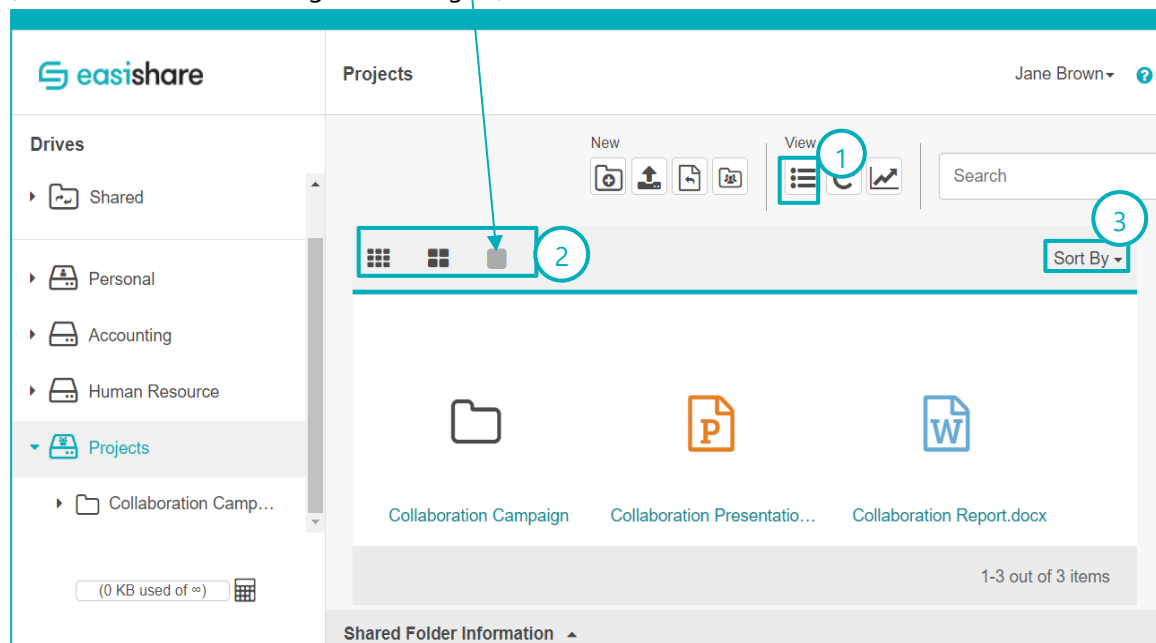 easishare
Projects
Jane Brown
?
Drives
New
View
1
Shared
Search
3
2
Sort By
Personal
Accounting
Human Resource
P
W
Projects
Collaboration Camp...
Collaboration Campaign
Collaboration Presentatio...
Collaboration Report.docx
1-3 out of 3 items
(0 KB used of ∞)
Shared Folder Information